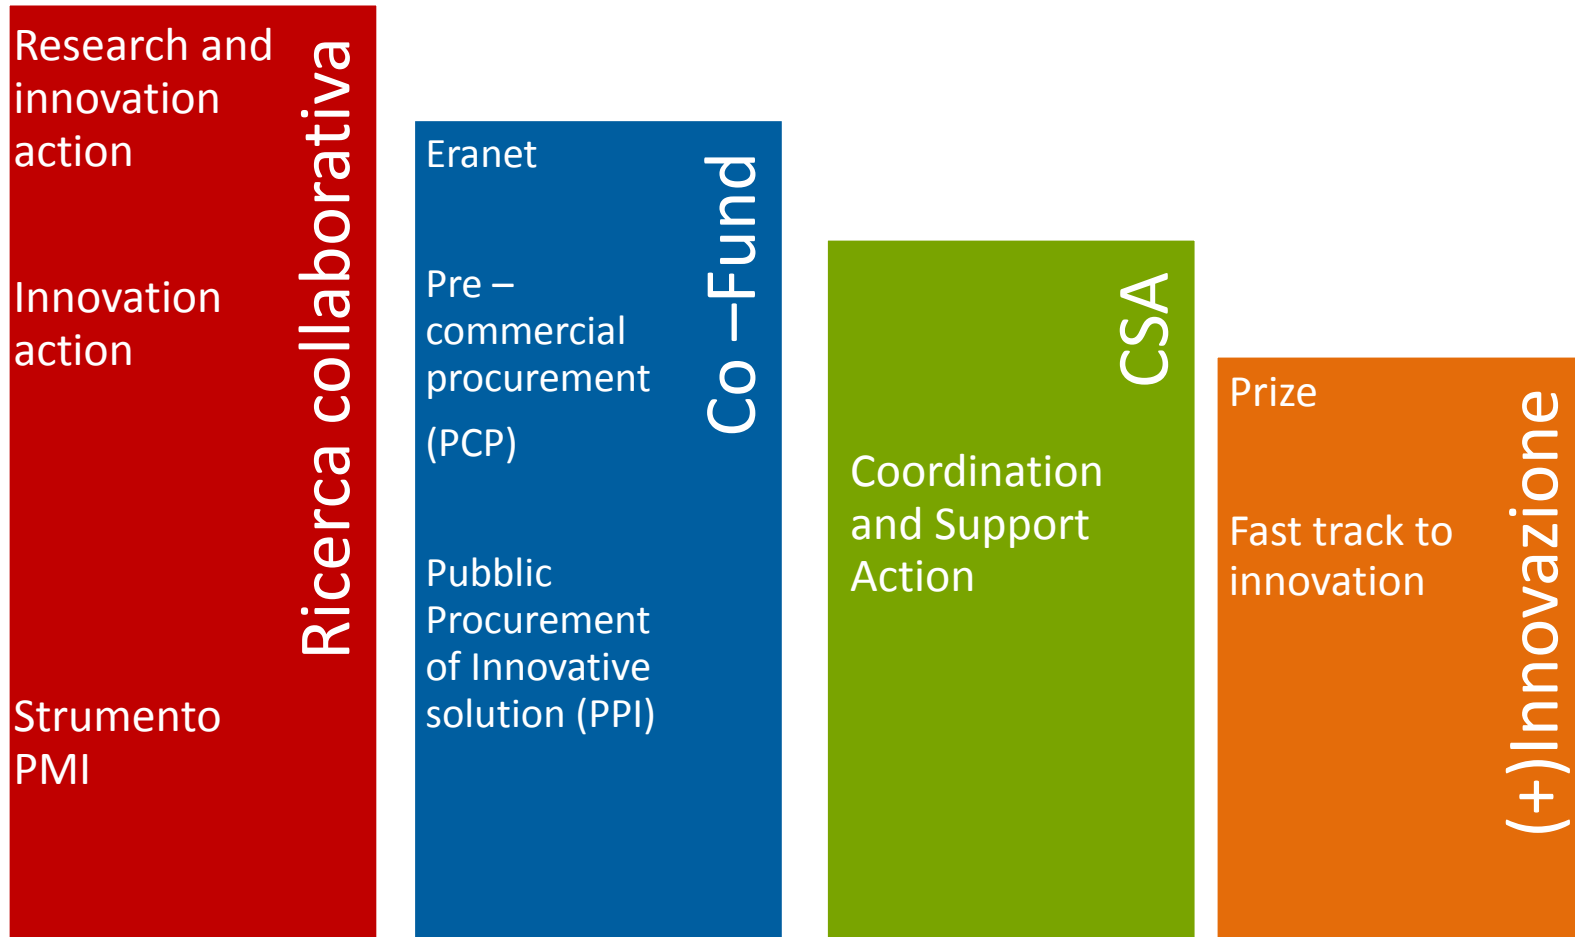 Research and
innovation
action
Innovation
action
Strumento
PMI
Ricerca collaborativa
Eranet
Pre –
commercial
procurement
(PCP)
Pubblic
Procurement
of Innovative
solution (PPI)
Co –Fund
Coordination
and Support
Action
CSA
Prize
Fast track to
innovation
(+)Innovazione